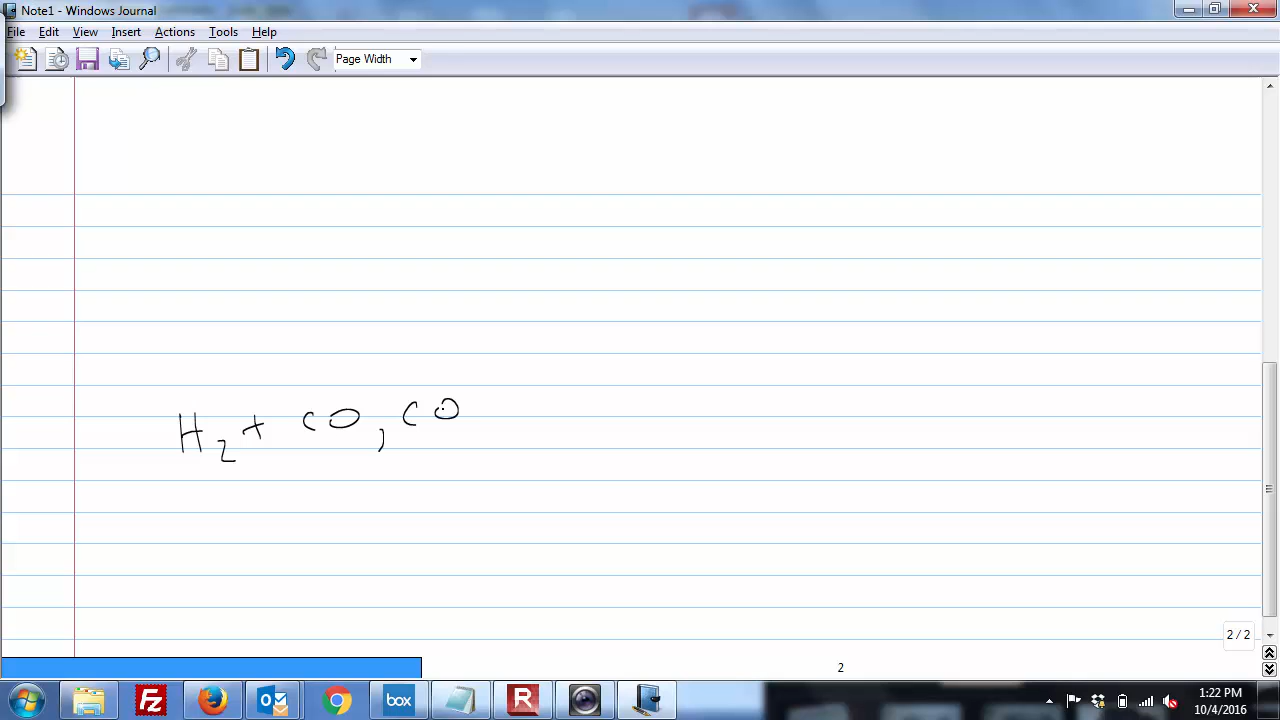 Note1 - Windows Journal
File Edit View Insert Actions Tools Help
Page Width
H2 + CO, CO
2 / 2
2
box
R
1:22 PM
10/4/2016